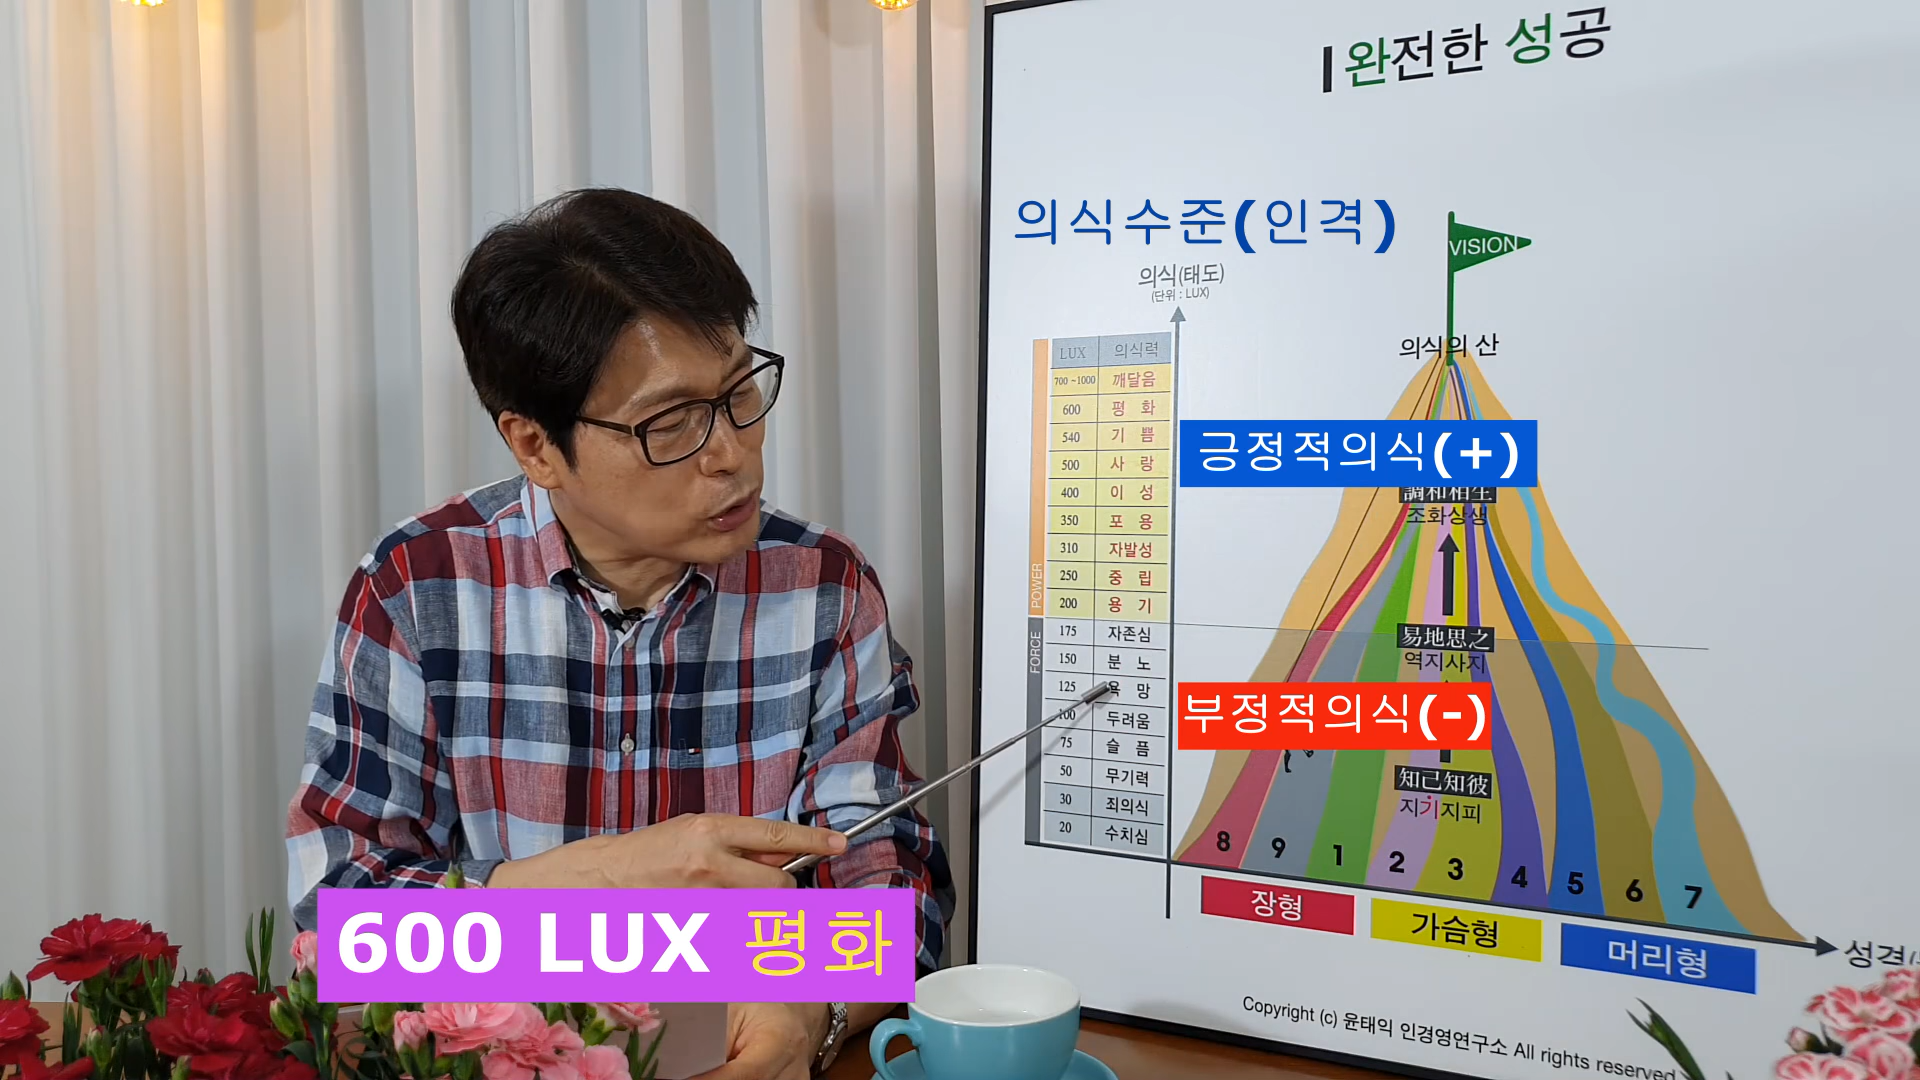 완전한 성공
의식수준(인격)
의식(태도)
(단위 : LUX)
VISION
의식의 산
LUX 의식력
700 ~1000 깨달음
600 평 화
540 기 쁨
500 사 랑
400 이 성
350 포 용
310 자발성
250 중 립
200 용 기
175 자존심
150 분 노
125 욕 망
100 두려움
75 슬 픔
50 무기력
30 죄의식
20 수치심
POWER
FORCE
긍정적의식(+)
調和相生
조화상생
易地思之
역지사지
부정적의식(-)
知己知彼
지기지피
8 9 1 2 3 4 5 6 7
장형 가슴형 머리형
성격
600 LUX 평화
Copyright (c) 윤태익 인경영연구소 All rights reserved